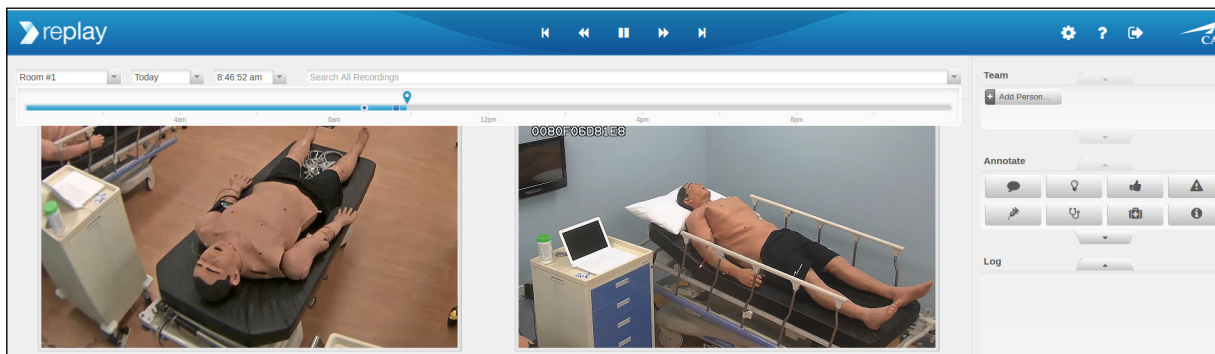 replay
CA
Room #1
Today
8:46:52 am
Search All Recordings
4am
8am
12pm
4pm
8pm
0080F06D81E8
Team
Add Person...
Annotate
Log